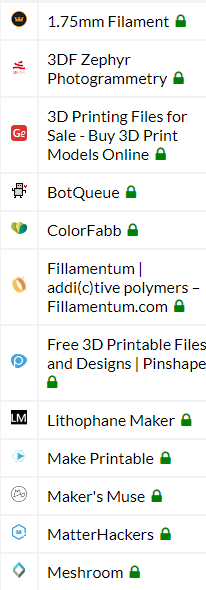 1.75mm Filament
3DF Zephyr
Photogrammetry
Ge
3D Printing Files for
Sale - Buy 3D Print
Models Online
BotQueue
ColorFabb
Fillamentum |
addi(c)tive polymers –
Fillamentum.com
Free 3D Printable Files
and Designs | Pinshape
LM
Lithophane Maker
Make Printable
Maker's Muse
M
MatterHackers
Meshroom